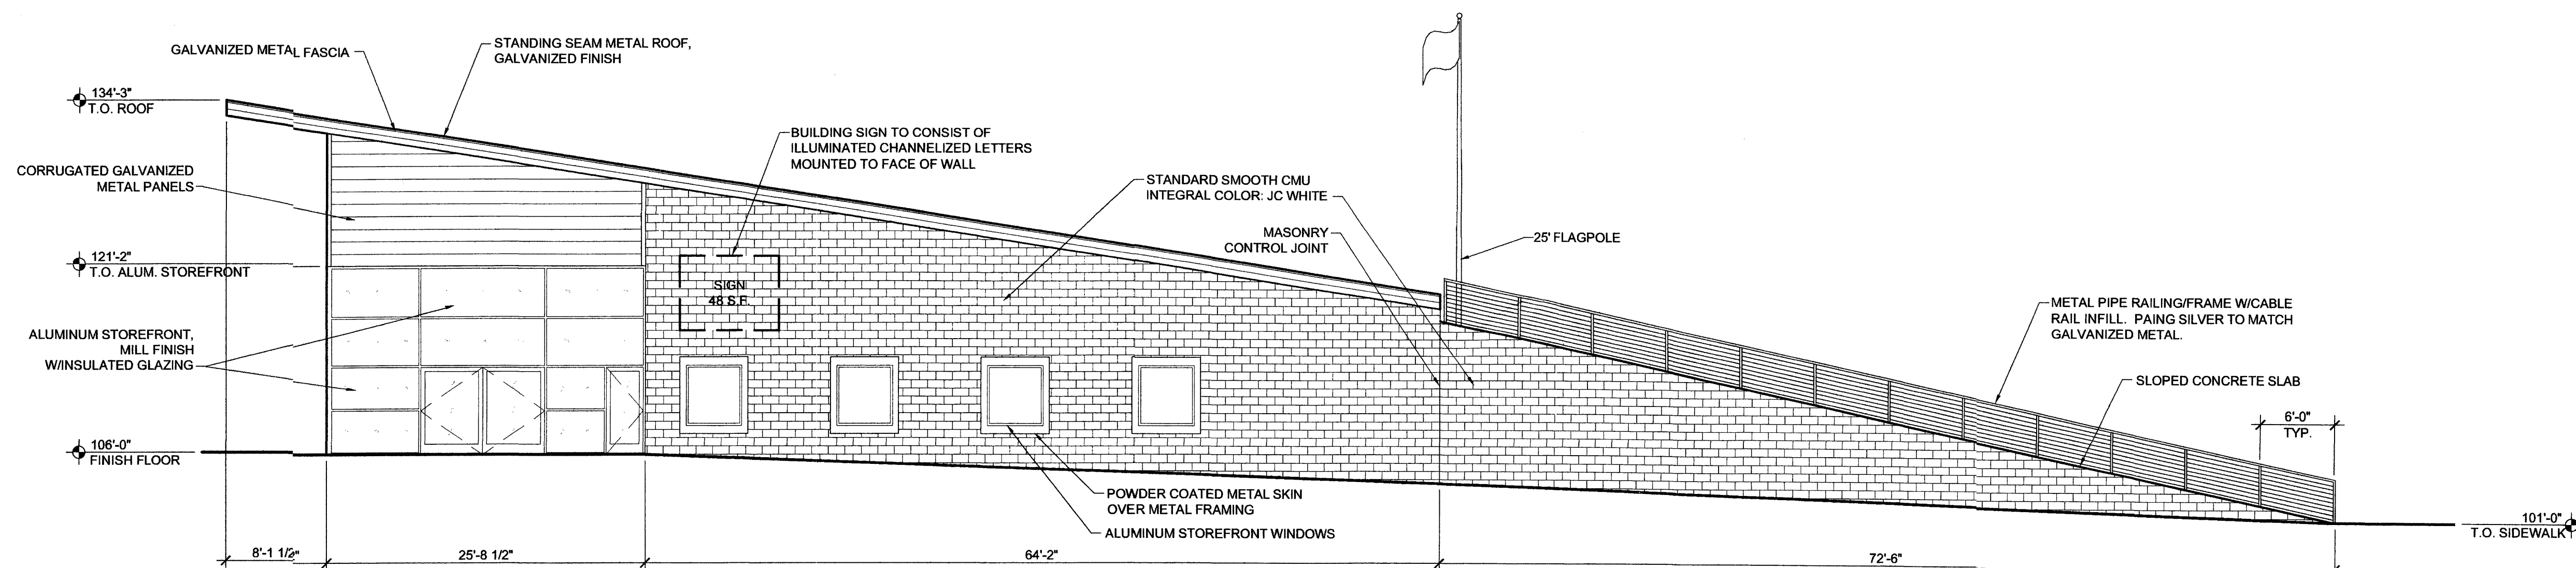 GALVANIZED METAL FASCIA
STANDING SEAM METAL ROOF,
GALVANIZED FINISH
134'-3"
T.O. ROOF
BUILDING SIGN TO CONSIST OF
ILLUMINATED CHANNELIZED LETTERS
MOUNTED TO FACE OF WALL
CORRUGATED GALVANIZED
METAL PANELS
STANDARD SMOOTH CMU
INTEGRAL COLOR: JC WHITE
MASONRY
CONTROL JOINT
25' FLAGPOLE
121'-2"
T.O. ALUM. STOREFRONT
SIGN
48 S.F.
METAL PIPE RAILING/FRAME W/CABLE
RAIL INFILL. PAING SILVER TO MATCH
GALVANIZED METAL.
ALUMINUM STOREFRONT,
MILL FINISH
W/INSULATED GLAZING
SLOPED CONCRETE SLAB
6'-0"
TYP.
106'-0"
FINISH FLOOR
POWDER COATED METAL SKIN
OVER METAL FRAMING
ALUMINUM STOREFRONT WINDOWS
101'-0"
T.O. SIDEWALK
8'-1 1/2"
25'-8 1/2"
64'-2"
72'-6"